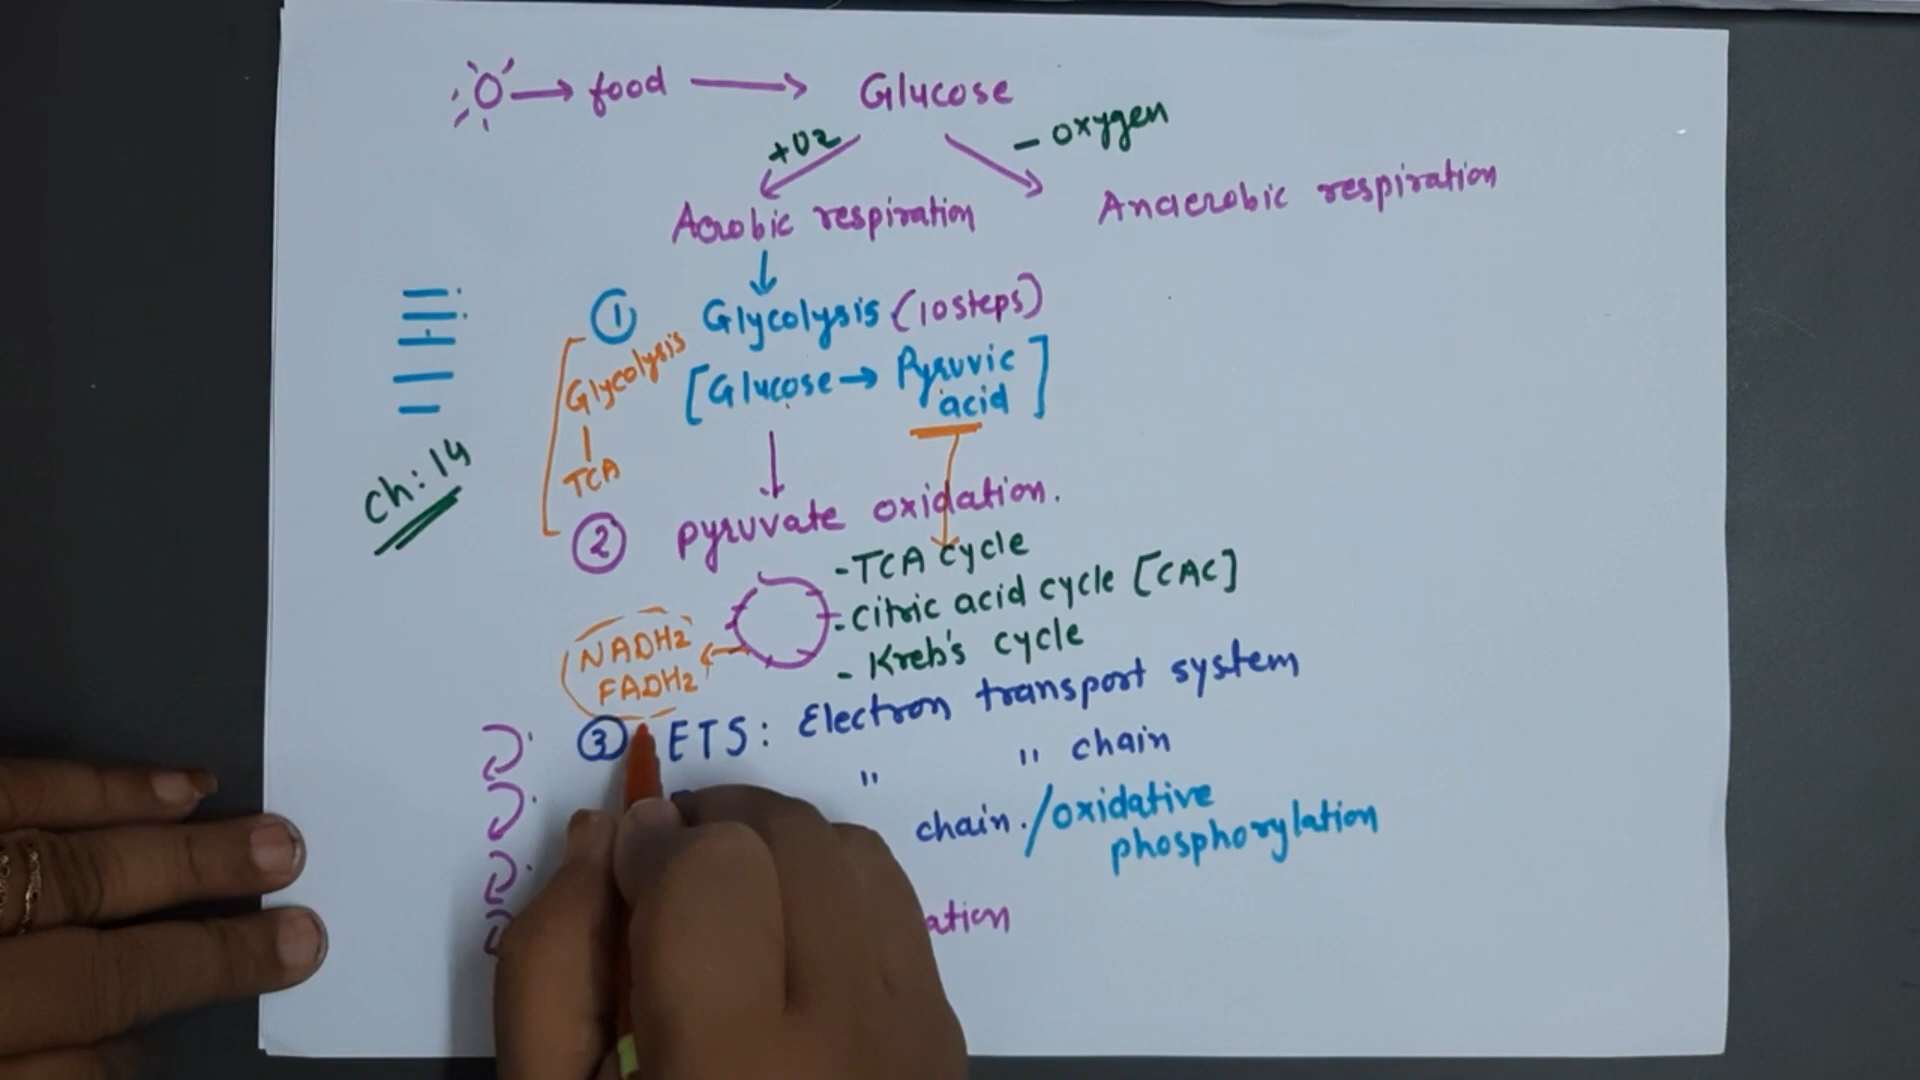 food → Glucose
+O2 - oxygen
Aerobic respiration Anaerobic respiration
① Glycolysis (10 steps)
[Glucose → Pyruvic acid]
Glycolysis
TCA
Ch: 14
② pyruvate oxidation.
- TCA cycle
- Citric acid cycle [CAC]
- Kreb's cycle
NADH2
FADH2
③ ETS: Electron transport system
" " chain
chain. / oxidative
phosphorylation